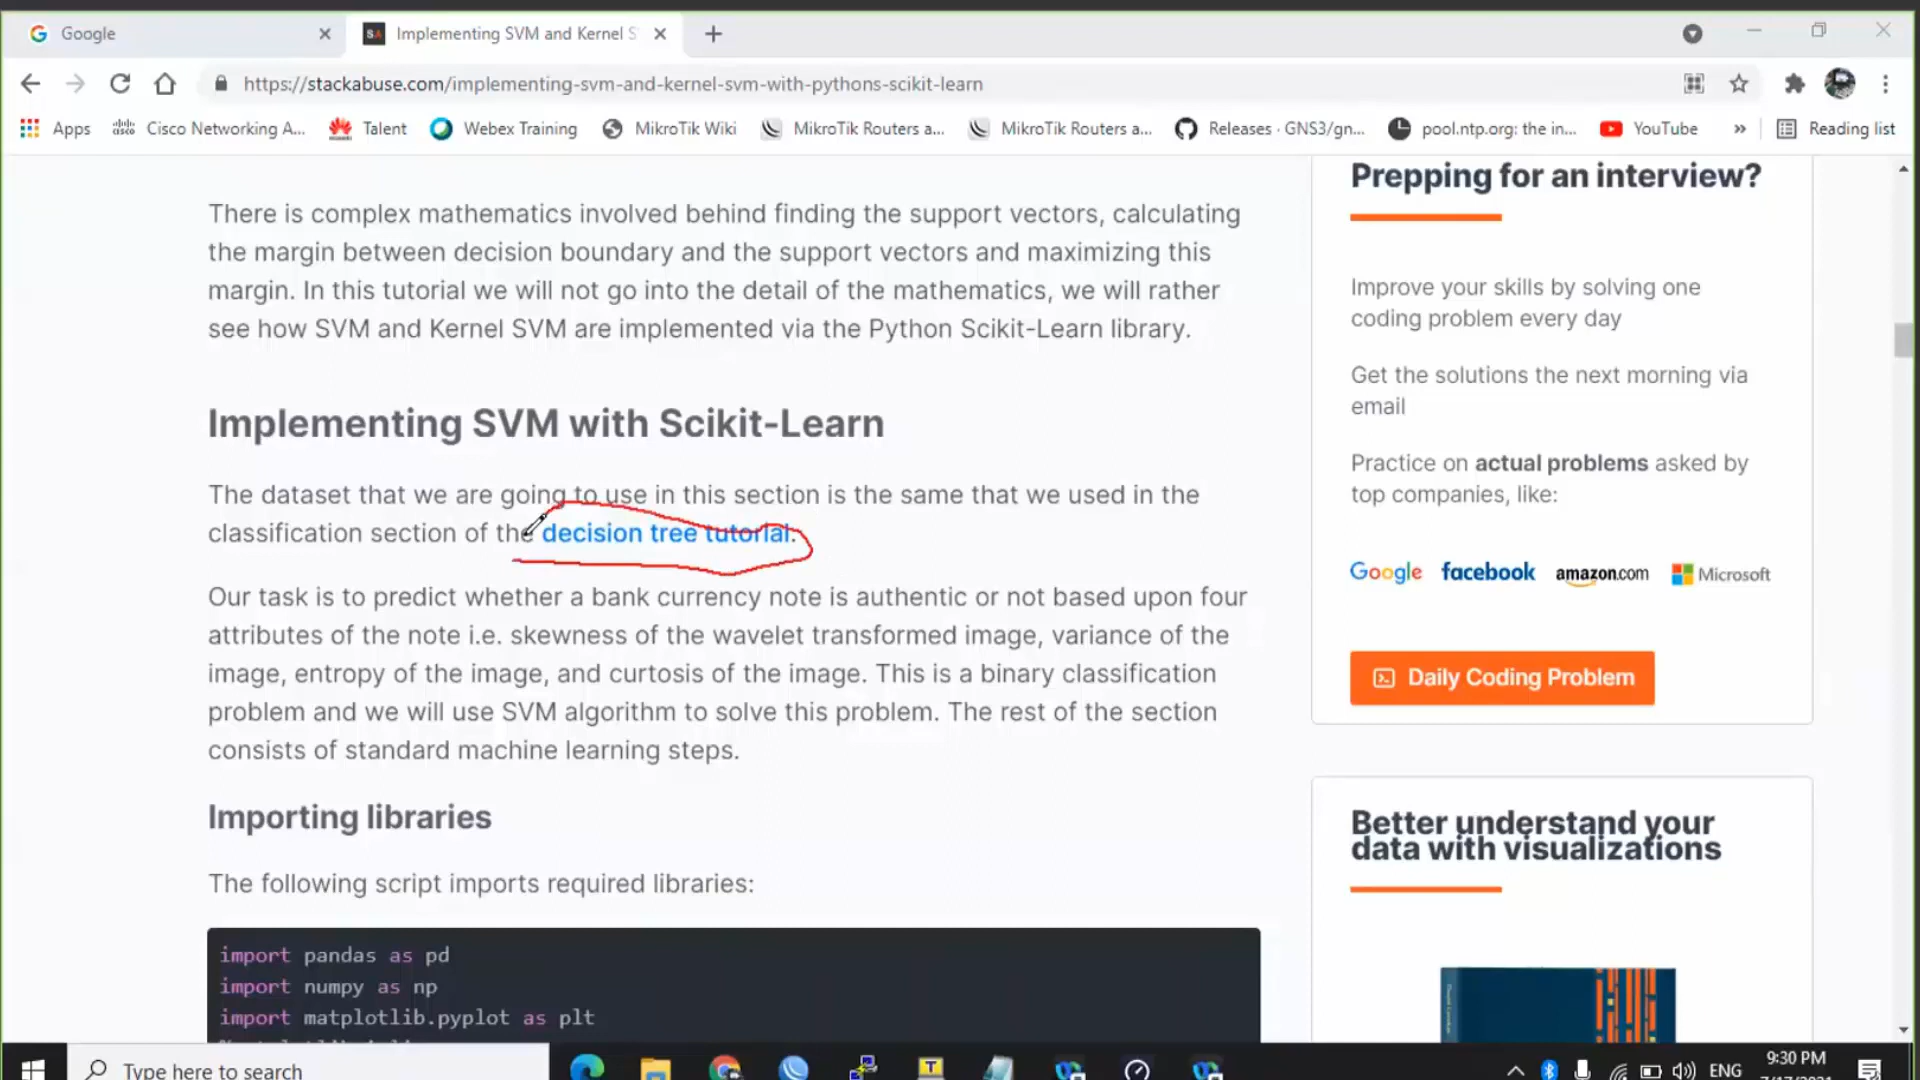 Google
Implementing SVM and Kernel S
https://stackabuse.com/implementing-svm-and-kernel-svm-with-pythons-scikit-learn
Apps
Cisco Networking A...
Talent
Webex Training
MikroTik Wiki
MikroTik Routers a...
MikroTik Routers a...
Releases · GNS3/gn...
pool.ntp.org: the in...
YouTube
»
Reading list
There is complex mathematics involved behind finding the support vectors, calculating
the margin between decision boundary and the support vectors and maximizing this
margin. In this tutorial we will not go into the detail of the mathematics, we will rather
see how SVM and Kernel SVM are implemented via the Python Scikit-Learn library.
Implementing SVM with Scikit-Learn
The dataset that we are going to use in this section is the same that we used in the
classification section of the decision tree tutorial.
Our task is to predict whether a bank currency note is authentic or not based upon four
attributes of the note i.e. skewness of the wavelet transformed image, variance of the
image, entropy of the image, and curtosis of the image. This is a binary classification
problem and we will use SVM algorithm to solve this problem. The rest of the section
consists of standard machine learning steps.
Importing libraries
The following script imports required libraries:
import pandas as pd
import numpy as np
import matplotlib.pyplot as plt
Prepping for an interview?
Improve your skills by solving one
coding problem every day
Get the solutions the next morning via
email
Practice on actual problems asked by
top companies, like:
Google facebook amazon.com Microsoft
Daily Coding Problem
Better understand your
data with visualizations
Type here to search
ENG
9:30 PM